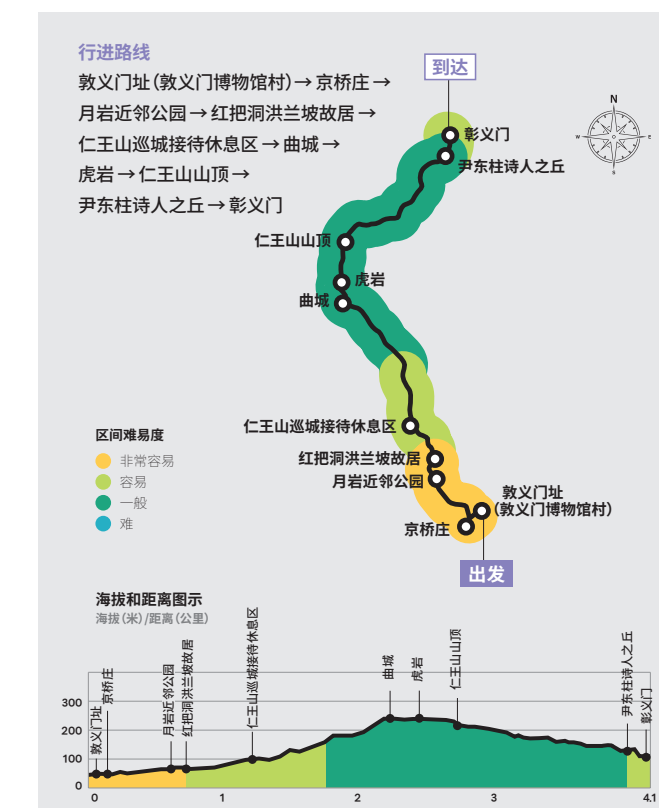 行进路线
敦义门址(敦义门博物馆村)→京桥庄→
月岩近邻公园→红把洞洪兰坡故居→
仁王山巡城接待休息区→曲城→
虎岩→仁王山山顶→
尹东柱诗人之丘→彰义门
到达
N
W
E
S
彰义门
尹东柱诗人之丘
仁王山山顶
虎岩
曲城
仁王山巡城接待休息区
红把洞洪兰坡故居
月岩近邻公园
敦义门址
(敦义门博物馆村)
京桥庄
出发
区间难易度
非常容易
容易
一般
难
海拔和距离图示
海拔(米)/距离(公里)
敦义门址
京桥庄
月岩近邻公园
红把洞洪兰坡故居
仁王山巡城接待休息区
曲城
虎岩
仁王山山顶
尹东柱诗人之丘
彰义门
300
200
100
0
0
1
2
3
4.1